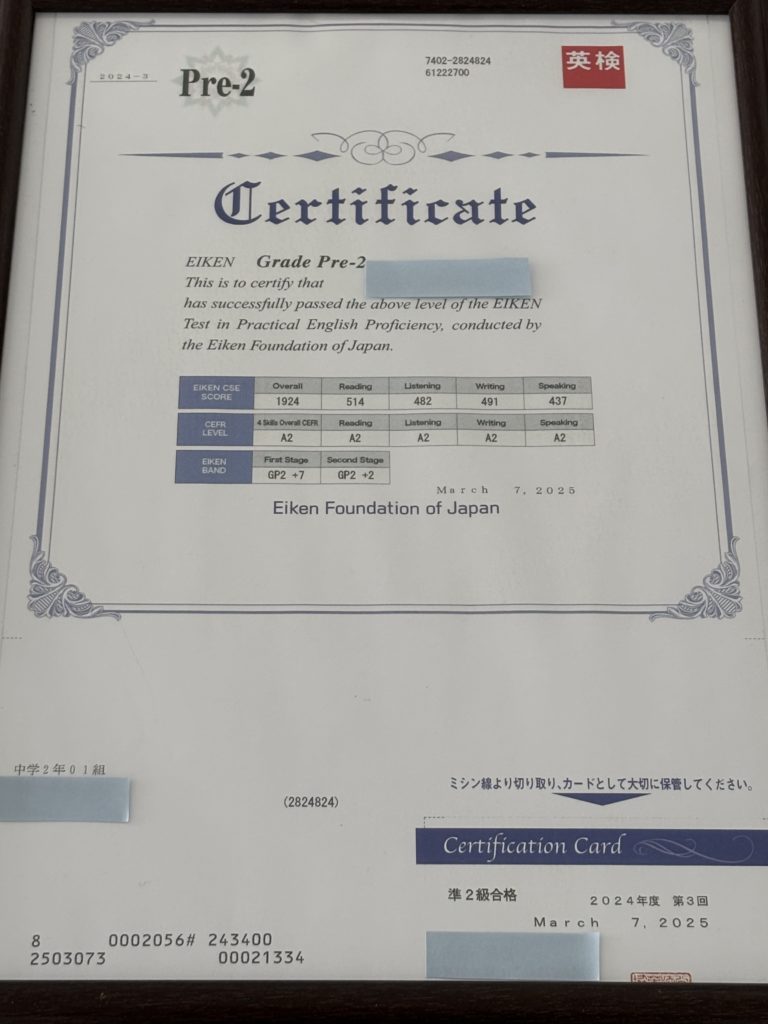 2024-3
Pre-2
7402-2824824
61222700
英検
Certificate
EIKEN Grade Pre-2
This is to certify that
has successfully passed the above level of the EIKEN
Test in Practical English Proficiency, conducted by
the Eiken Foundation of Japan.
EIKEN CSE SCORE Overall Reading Listening Writing Speaking
1924 514 482 491 437
CEFR LEVEL 4 Skills Overall CEFR Reading Listening Writing Speaking
A2 A2 A2 A2 A2
EIKEN BAND First Stage Second Stage
GP2 +7 GP2 +2
March 7, 2025
Eiken Foundation of Japan
中学2年01組
(2824824)
ミシン線より切り取り、カードとして大切に保管してください。
Certification Card
準2級合格
2024年度 第3回
March 7, 2025
8 0002056# 243400
2503073 00021334